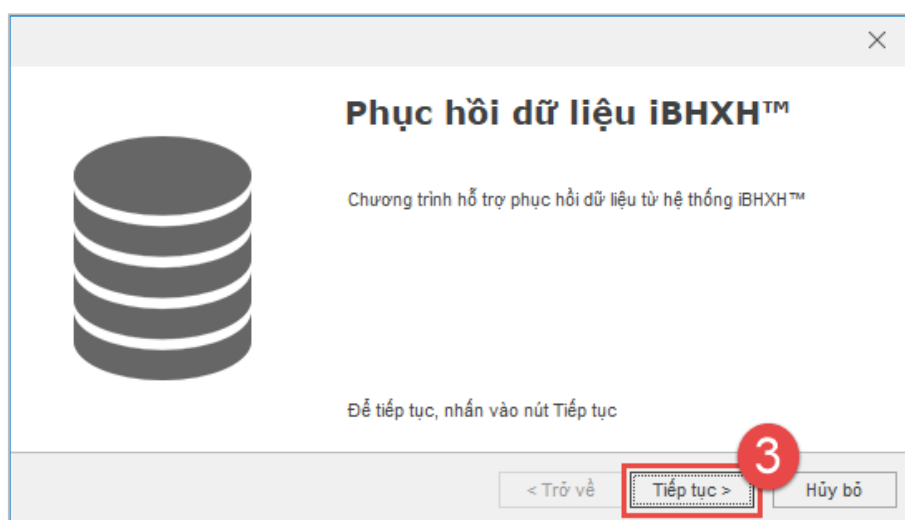 Phục hồi dữ liệu iBHXH™
Chương trình hỗ trợ phục hồi dữ liệu từ hệ thống iBHXH™
Để tiếp tục, nhấn vào nút Tiếp tục
3
< Trở về
Tiếp tục >
Hủy bỏ